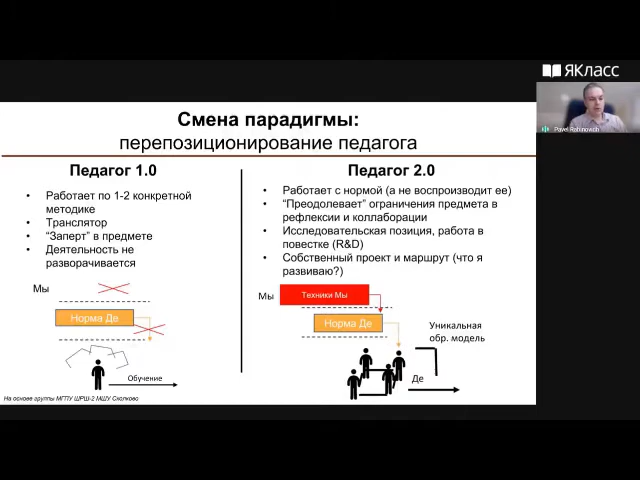 ЯКласс
Pavel Rabinovich
Смена парадигмы:
перепозиционирование педагога
Педагог 1.0
• Работает по 1-2 конкретной
методике
• Транслятор
• “Заперт” в предмете
• Деятельность не
разворачивается
Мы
Норма Де
Обучение
На основе группы МГПУ ШРШ-2 МШУ Сколково
Педагог 2.0
• Работает с нормой (а не воспроизводит ее)
• “Преодолевает” ограничения предмета в
рефлексии и коллаборации
• Исследовательская позиция, работа в
повестке (R&D)
• Собственный проект и маршрут (что я
развиваю?)
Мы
Техники Мы
Норма Де
Уникальная
обр. модель
Де